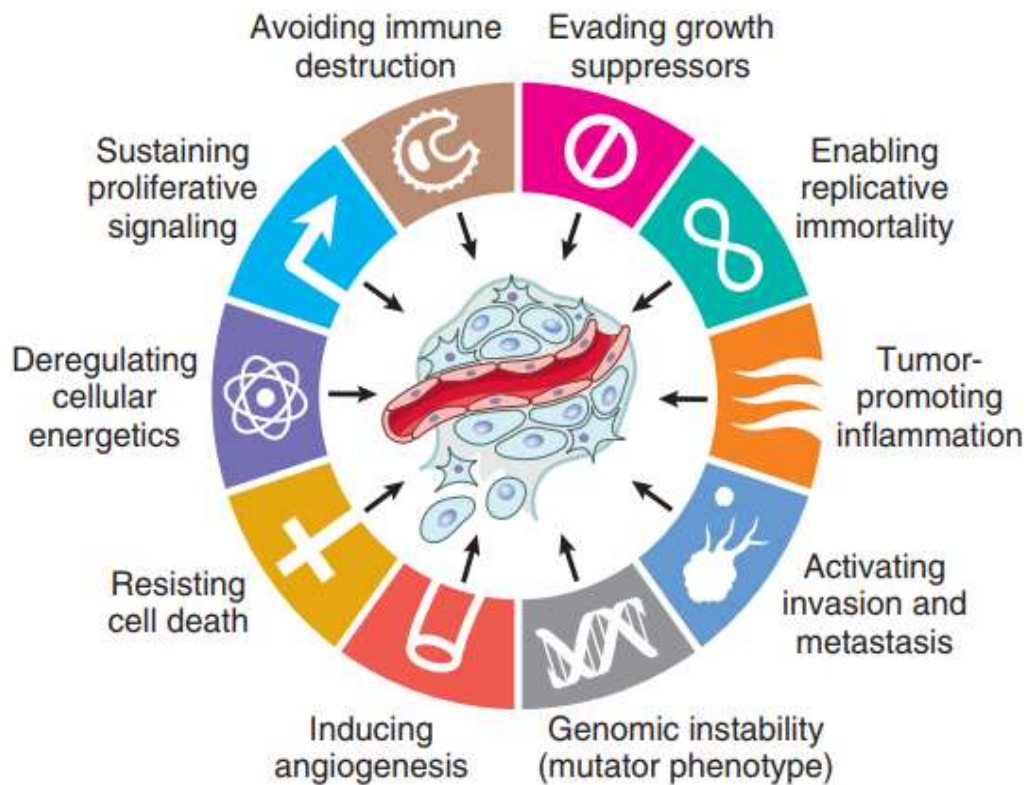 Avoiding immune
destruction
Evading growth
suppressors
Enabling
replicative
immortality
Tumor-
promoting
inflammation
Activating
invasion and
metastasis
Genomic instability
(mutator phenotype)
Inducing
angiogenesis
Resisting
cell death
Deregulating
cellular
energetics
Sustaining
proliferative
signaling